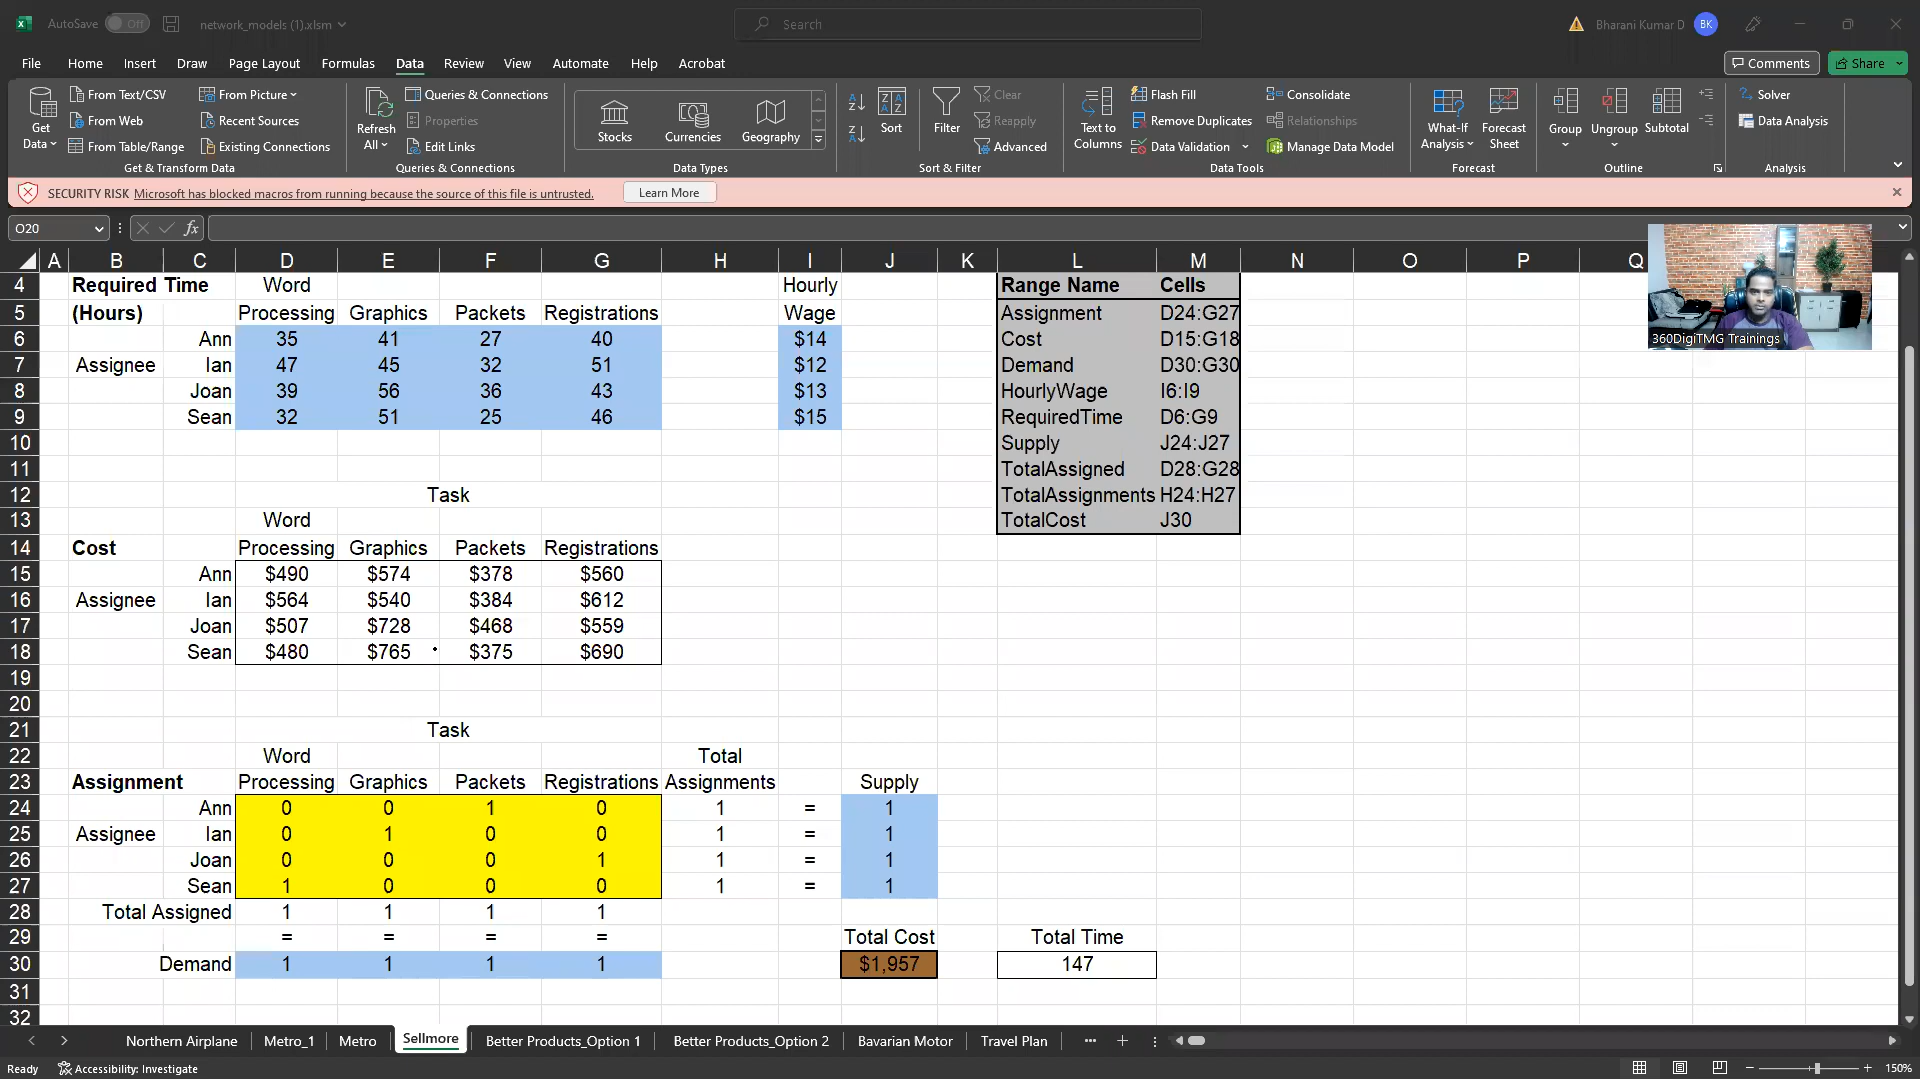 AutoSave Off network_models (1).xlsm Search Bharani Kumar D BK
File Home Insert Draw Page Layout Formulas Data Review View Automate Help Acrobat Comments Share
Get Data From Text/CSV From Picture
From Web Recent Sources
From Table/Range Existing Connections
Get & Transform Data
Refresh All Queries & Connections
Properties
Edit Links
Queries & Connections
Stocks Currencies Geography
Data Types
Sort Filter Clear
Reapply
Advanced
Sort & Filter
Text to Columns Flash Fill Consolidate
Remove Duplicates Relationships
Data Validation Manage Data Model
Data Tools
What-If Analysis Forecast Sheet
Forecast
Group Ungroup Subtotal
Outline
Solver
Data Analysis
Analysis
SECURITY RISK Microsoft has blocked macros from running because the source of this file is untrusted. Learn More
O20 fx
A B C D E F G H I J K L M N O P Q
4 Required Time Word Hourly Range Name Cells
5 (Hours) Processing Graphics Packets Registrations Wage Assignment D24:G27
6 Ann 35 41 27 40 $14 Cost D15:G18
7 Assignee Ian 47 45 32 51 $12 Demand D30:G30
8 Joan 39 56 36 43 $13 HourlyWage I6:I9
9 Sean 32 51 25 46 $15 RequiredTime D6:G9
10 Supply J24:J27
11 TotalAssigned D28:G28
12 Task TotalAssignments H24:H27
13 Word TotalCost J30
14 Cost Processing Graphics Packets Registrations
15 Ann $490 $574 $378 $560
16 Assignee Ian $564 $540 $384 $612
17 Joan $507 $728 $468 $559
18 Sean $480 $765 $375 $690
19
20
21 Task
22 Word Total
23 Assignment Processing Graphics Packets Registrations Assignments Supply
24 Ann 0 0 1 0 1 = 1
25 Assignee Ian 0 1 0 0 1 = 1
26 Joan 0 0 0 1 1 = 1
27 Sean 1 0 0 0 1 = 1
28 Total Assigned 1 1 1 1
29 = = = = Total Cost Total Time
30 Demand 1 1 1 1 $1,957 147
31
32
360DigiTMG Trainings
Northern Airplane Metro_1 Metro Sellmore Better Products_Option 1 Better Products_Option 2 Bavarian Motor Travel Plan ... +
Ready Accessibility: Investigate 150%